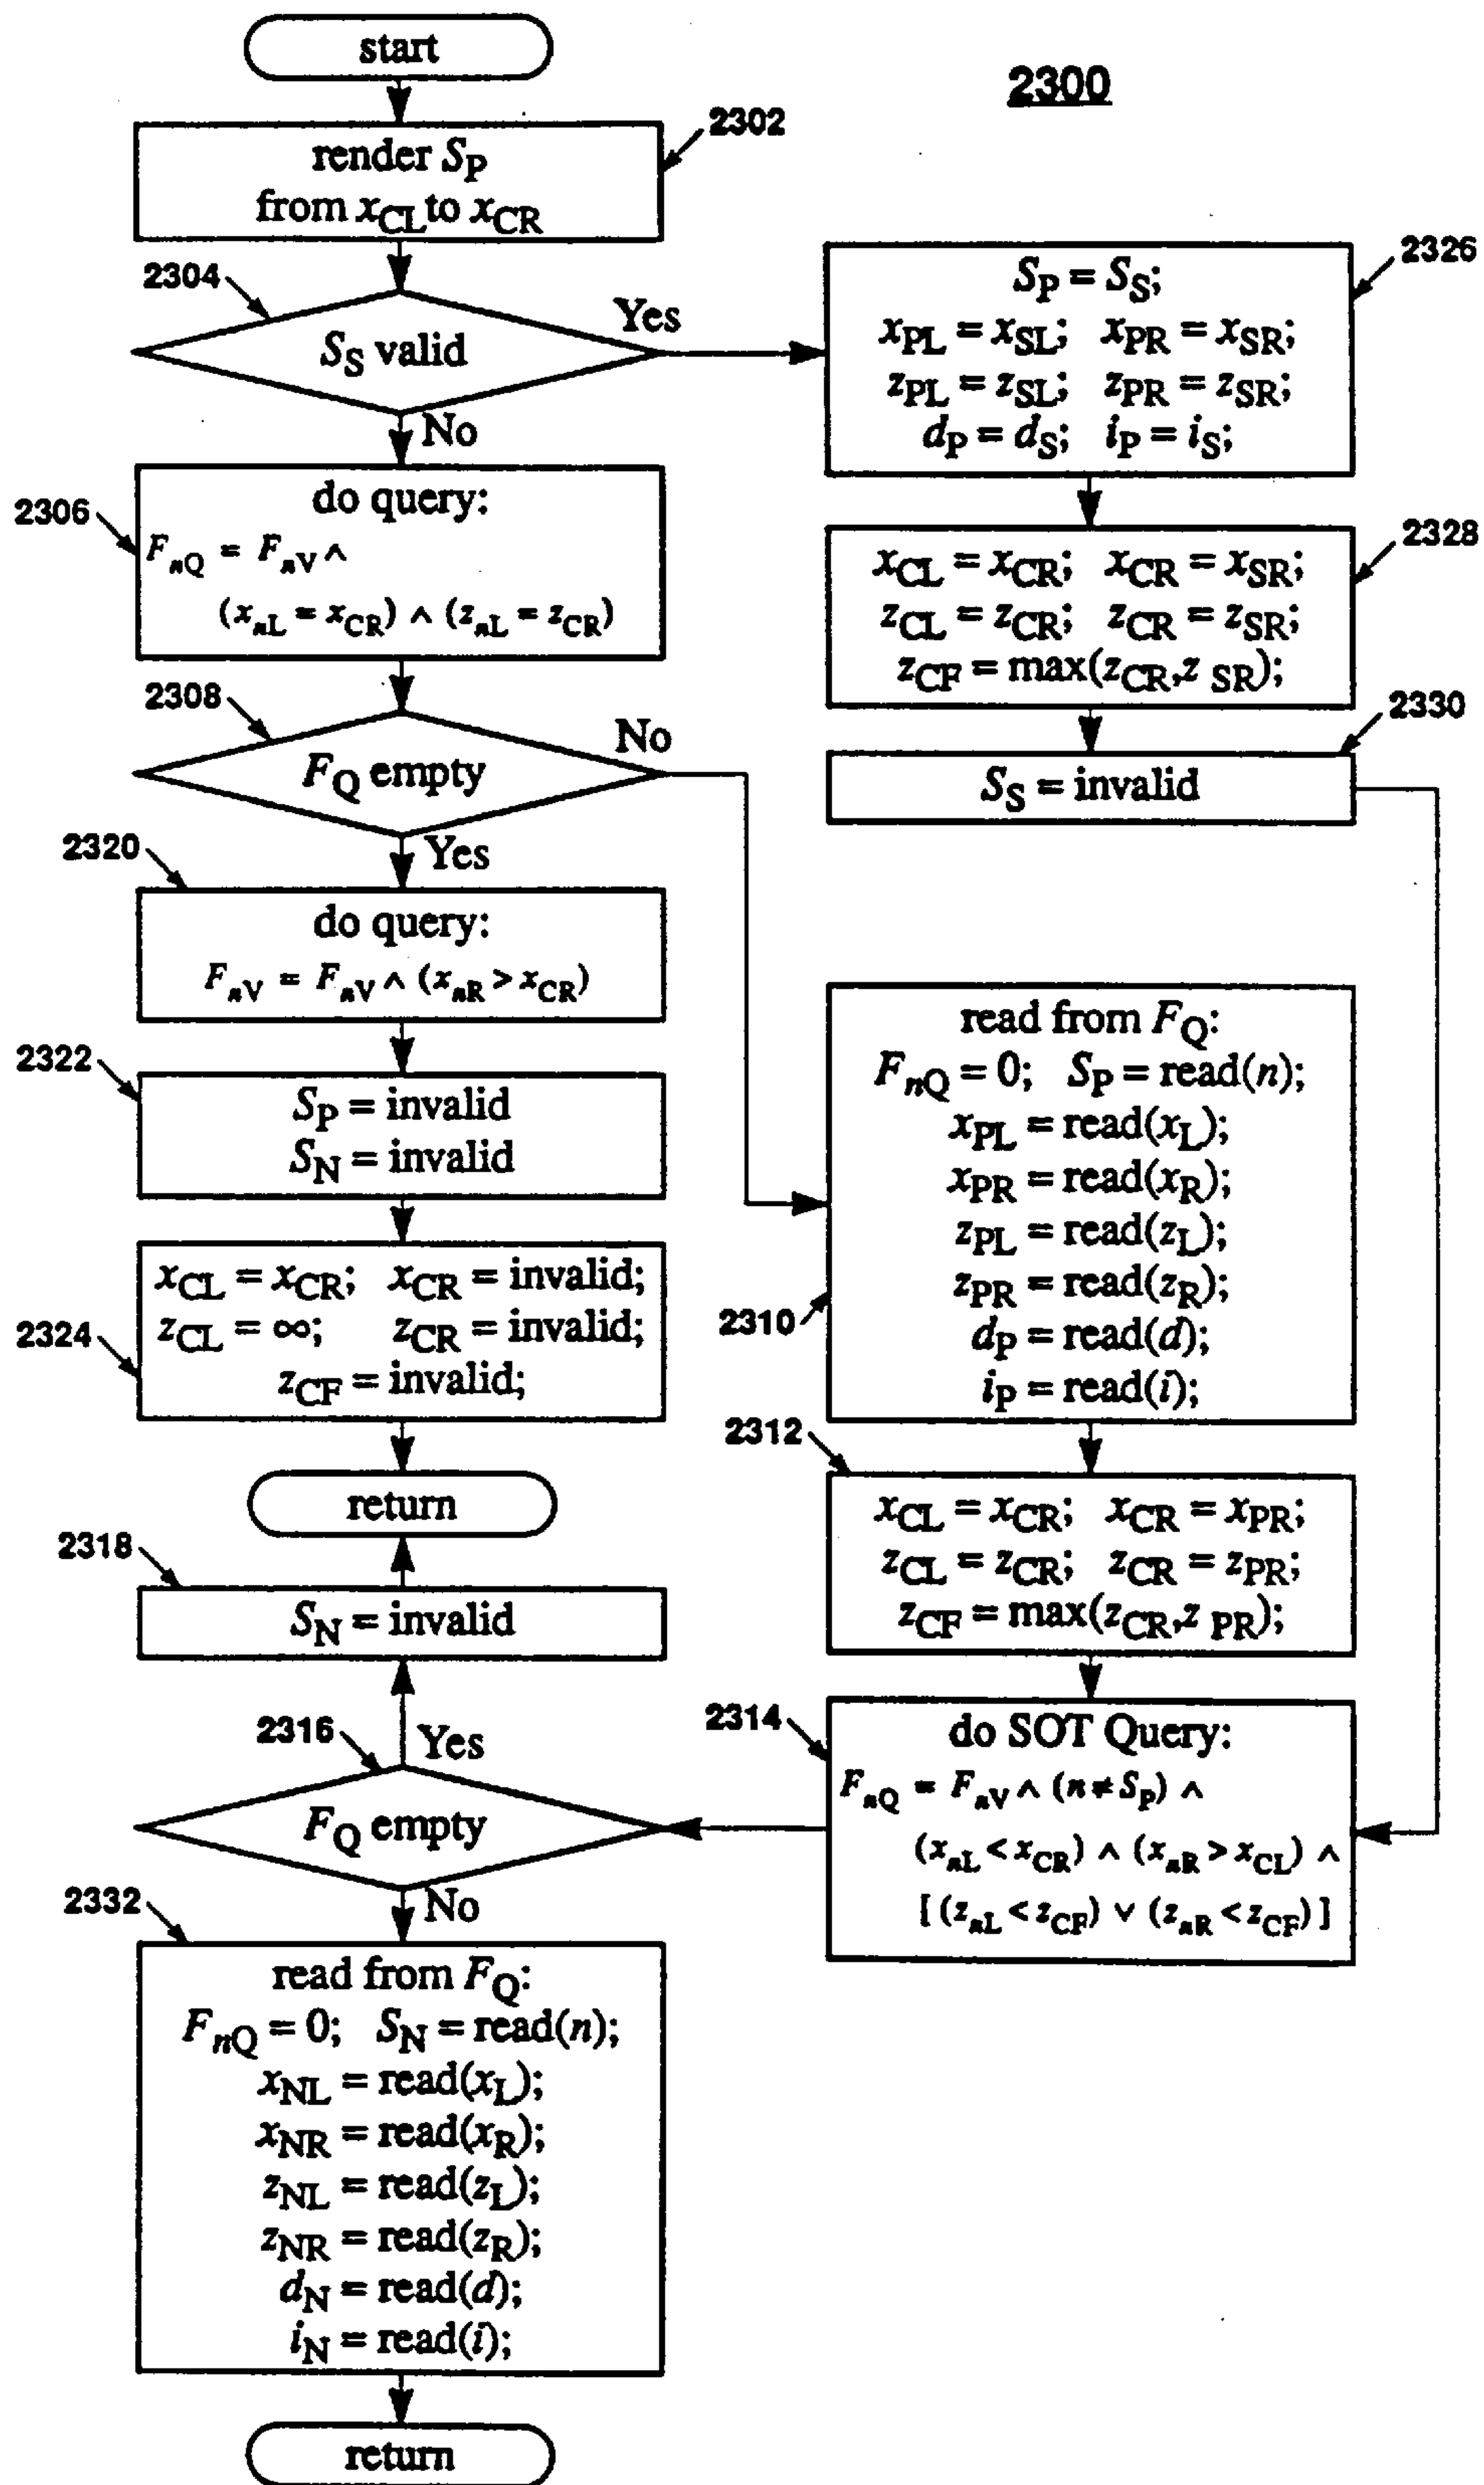 start
2300
2302
render S_P
from x_CL to x_CR
2304
S_S valid
Yes
No
2326
S_P = S_S;
x_PL = x_SL; x_PR = x_SR;
z_PL = z_SL; z_PR = z_SR;
d_P = d_S; i_P = i_S;
2306
do query:
F_nQ = F_nV ∧
(x_nL = x_CR) ∧ (z_nL = z_CR)
2328
x_CL = x_CR; x_CR = x_SR;
z_CL = z_CR; z_CR = z_SR;
z_CF = max(z_CR,z_SR);
2330
S_S = invalid
2308
F_Q empty
No
Yes
2320
do query:
F_nV = F_nV ∧ (x_nR > x_CR)
2322
S_P = invalid
S_N = invalid
2324
x_CL = x_CR; x_CR = invalid;
z_CL = ∞; z_CR = invalid;
z_CF = invalid;
return
2310
read from F_Q:
F_nQ = 0; S_P = read(n);
x_PL = read(x_L);
x_PR = read(x_R);
z_PL = read(z_L);
z_PR = read(z_R);
d_P = read(d);
i_P = read(i);
2312
x_CL = x_CR; x_CR = x_PR;
z_CL = z_CR; z_CR = z_PR;
z_CF = max(z_CR,z_PR);
2314
do SOT Query:
F_nQ = F_nV ∧ (n ≠ S_P) ∧
(x_nL < x_CR) ∧ (x_nR > x_CL) ∧
[(z_nL < z_CF) ∨ (z_nR < z_CF)]
2318
S_N = invalid
2316
Yes
F_Q empty
No
2332
read from F_Q:
F_nQ = 0; S_N = read(n);
x_NL = read(x_L);
x_NR = read(x_R);
z_NL = read(z_L);
z_NR = read(z_R);
d_N = read(d);
i_N = read(i);
return